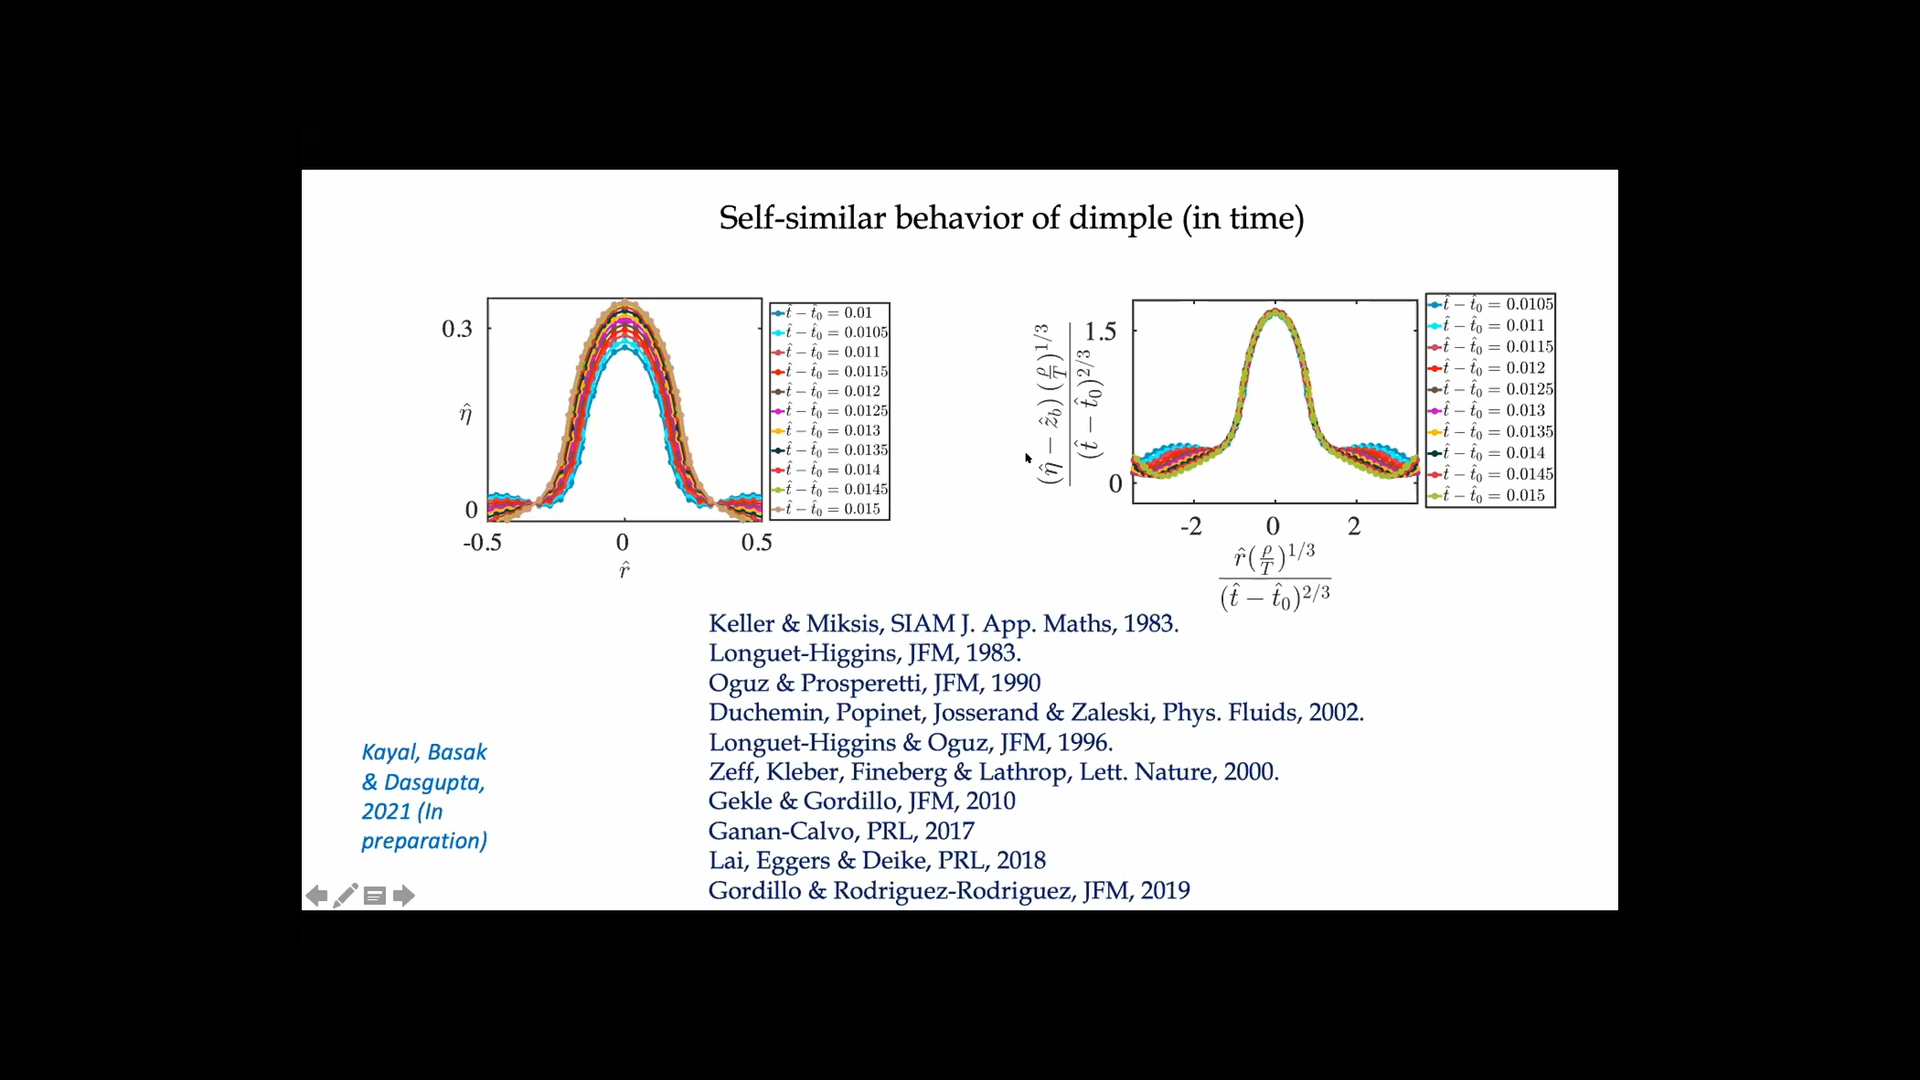 Self-similar behavior of dimple (in time)
0.3
η̂
0
-0.5 0 0.5
r̂
t̂ − t̂₀ = 0.01
t̂ − t̂₀ = 0.0105
t̂ − t̂₀ = 0.011
t̂ − t̂₀ = 0.0115
t̂ − t̂₀ = 0.012
t̂ − t̂₀ = 0.0125
t̂ − t̂₀ = 0.013
t̂ − t̂₀ = 0.0135
t̂ − t̂₀ = 0.014
t̂ − t̂₀ = 0.0145
t̂ − t̂₀ = 0.015
(η̂ − ẑ_b) (ρ/T)^{1/3}
(t̂ − t̂₀)^{2/3}
1.5
0
-2 0 2
r̂(ρ/T)^{1/3}
(t̂ − t̂₀)^{2/3}
t̂ − t̂₀ = 0.0105
t̂ − t̂₀ = 0.011
t̂ − t̂₀ = 0.0115
t̂ − t̂₀ = 0.012
t̂ − t̂₀ = 0.0125
t̂ − t̂₀ = 0.013
t̂ − t̂₀ = 0.0135
t̂ − t̂₀ = 0.014
t̂ − t̂₀ = 0.0145
t̂ − t̂₀ = 0.015
Keller & Miksis, SIAM J. App. Maths, 1983.
Longuet-Higgins, JFM, 1983.
Oguz & Prosperetti, JFM, 1990
Duchemin, Popinet, Josserand & Zaleski, Phys. Fluids, 2002.
Longuet-Higgins & Oguz, JFM, 1996.
Zeff, Kleber, Fineberg & Lathrop, Lett. Nature, 2000.
Gekle & Gordillo, JFM, 2010
Ganan-Calvo, PRL, 2017
Lai, Eggers & Deike, PRL, 2018
Gordillo & Rodriguez-Rodriguez, JFM, 2019
Kayal, Basak
& Dasgupta,
2021 (In
preparation)